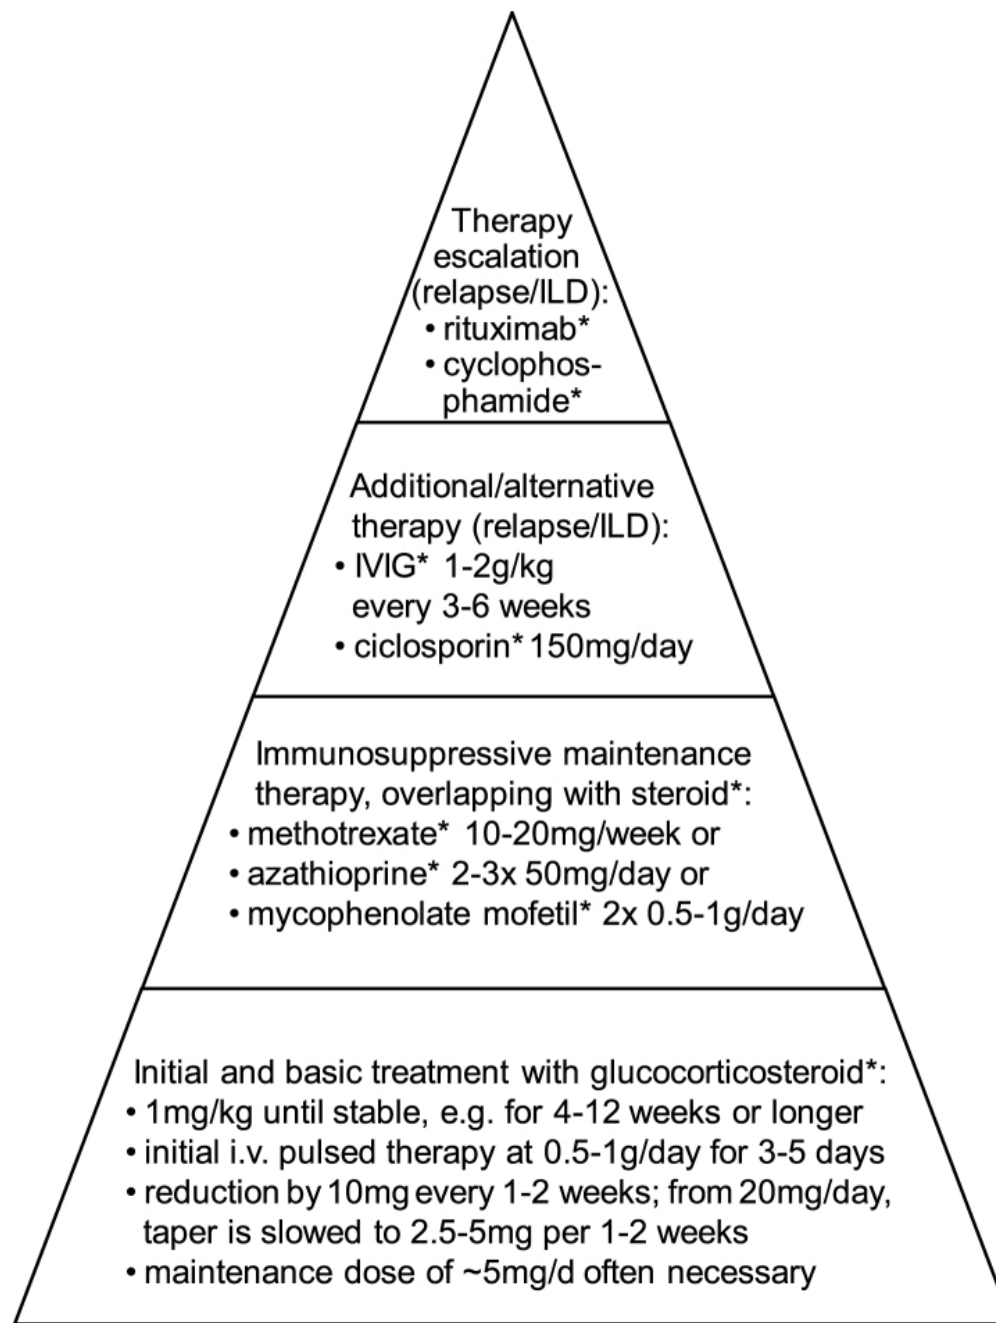 Therapy
escalation
(relapse/ILD):
• rituximab*
• cyclophos-
phamide*
Additional/alternative
therapy (relapse/ILD):
• IVIG* 1-2g/kg
every 3-6 weeks
• ciclosporin* 150mg/day
Immunosuppressive maintenance
therapy, overlapping with steroid*:
• methotrexate* 10-20mg/week or
• azathioprine* 2-3x 50mg/day or
• mycophenolate mofetil* 2x 0.5-1g/day
Initial and basic treatment with glucocorticosteroid*:
• 1mg/kg until stable, e.g. for 4-12 weeks or longer
• initial i.v. pulsed therapy at 0.5-1g/day for 3-5 days
• reduction by 10mg every 1-2 weeks; from 20mg/day,
taper is slowed to 2.5-5mg per 1-2 weeks
• maintenance dose of ~5mg/d often necessary